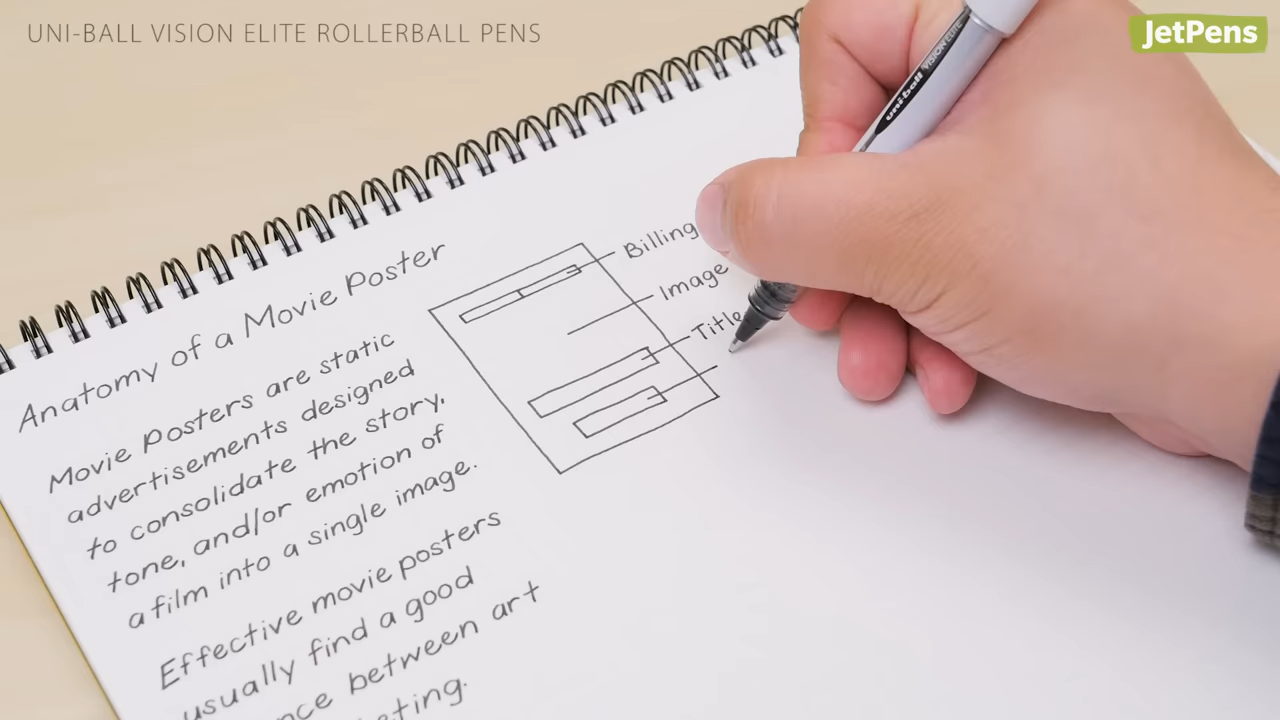 UNI-BALL VISION ELITE ROLLERBALL PENS
JetPens
uni-ball VISION ELITE
Anatomy of a Movie Poster
Movie posters are static
advertisements designed
to consolidate the story,
tone, and/or emotion of
a film into a single image.
Effective movie posters
usually find a good
between art
Billing
Image
Title